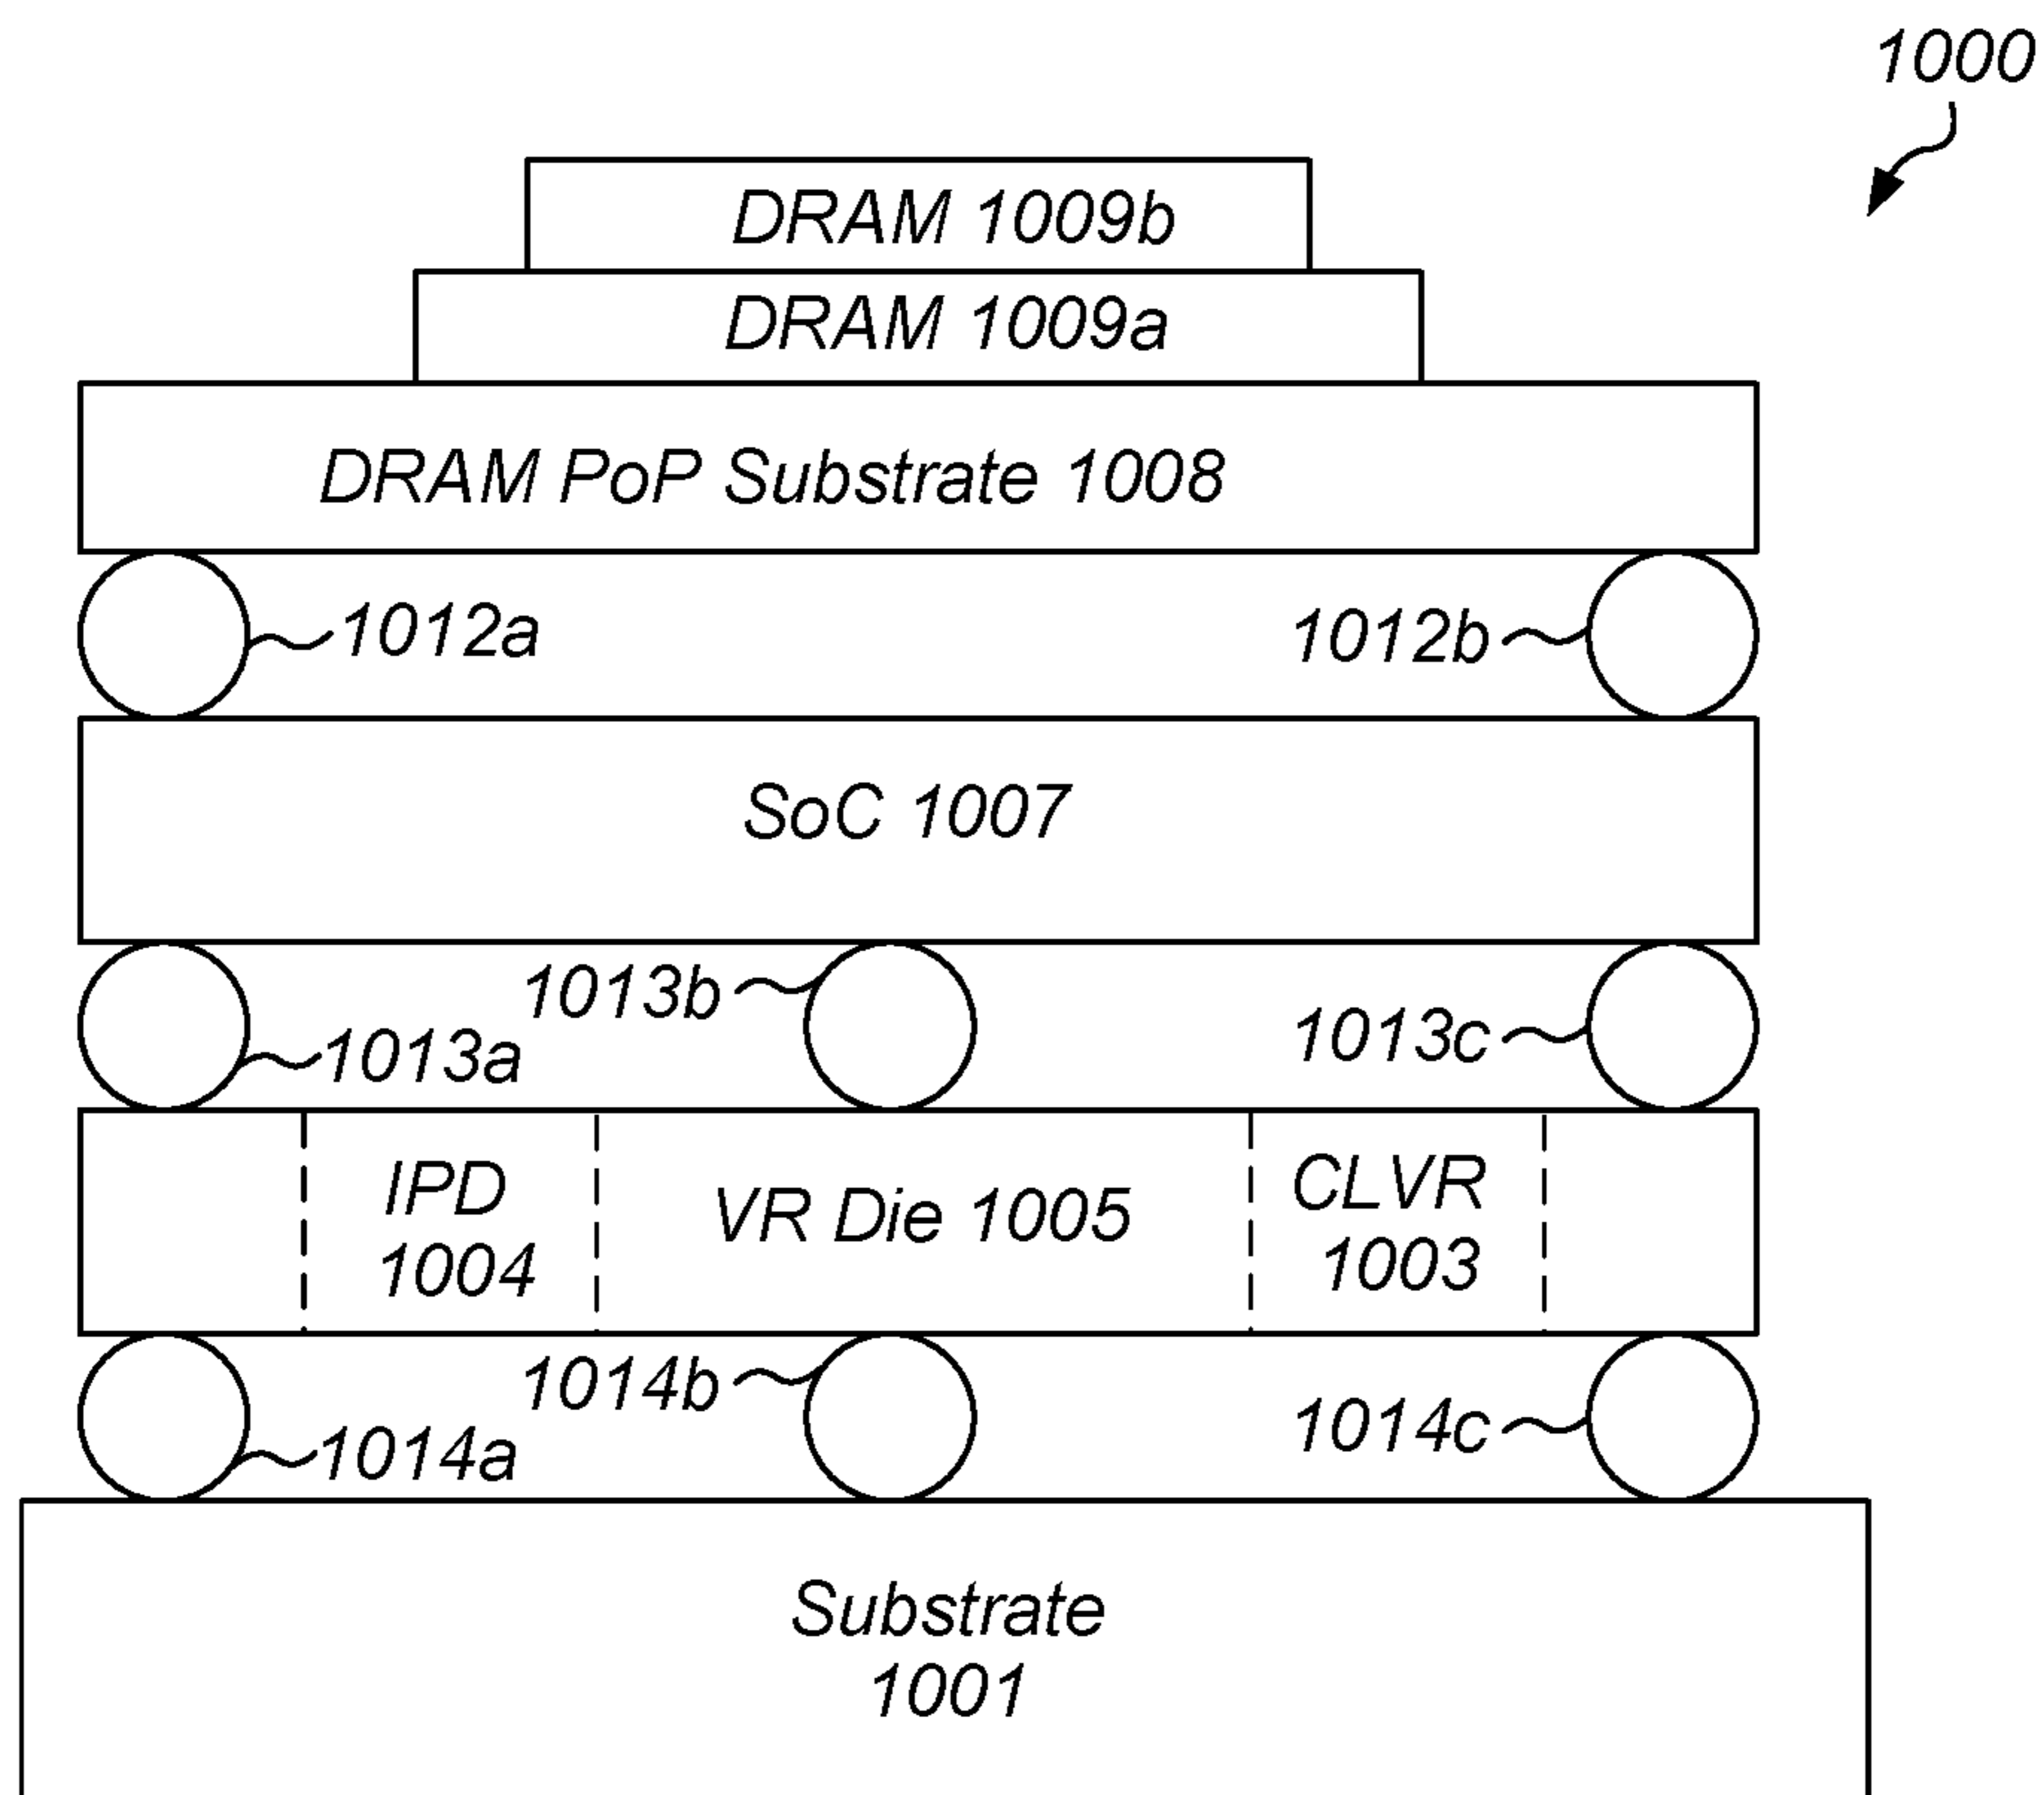 1000
DRAM 1009b
DRAM 1009a
DRAM PoP Substrate 1008
1012a
1012b
SoC 1007
1013b
1013c
1013a
IPD
1004
VR Die 1005
CLVR
1003
1014b
1014c
1014a
Substrate
1001